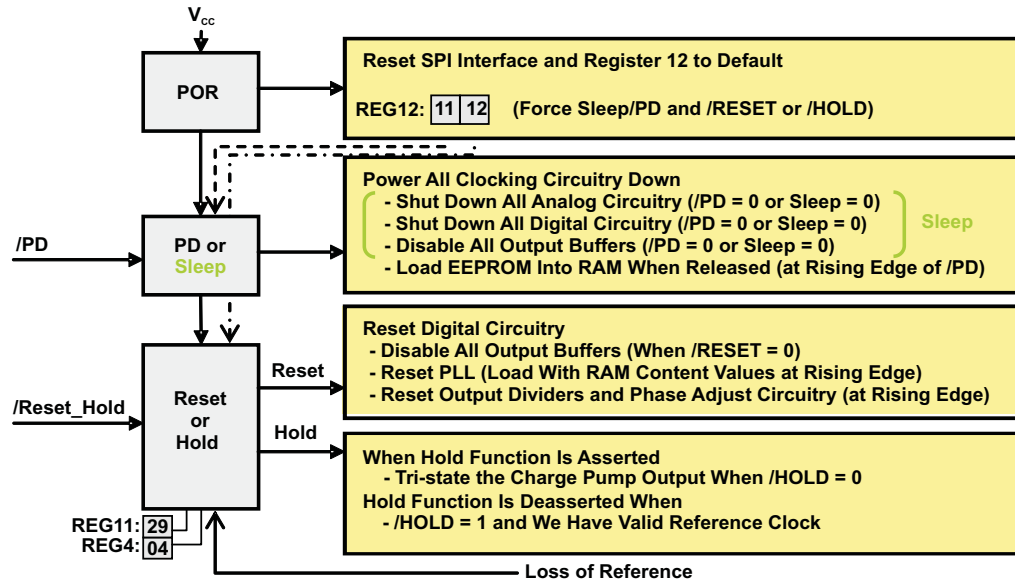 V_CC
POR
Reset SPI Interface and Register 12 to Default
REG12: 11 12 (Force Sleep/PD and /RESET or /HOLD)
/PD
PD or
Sleep
Power All Clocking Circuitry Down
- Shut Down All Analog Circuitry (/PD = 0 or Sleep = 0)
- Shut Down All Digital Circuitry (/PD = 0 or Sleep = 0)
- Disable All Output Buffers (/PD = 0 or Sleep = 0)
- Load EEPROM Into RAM When Released (at Rising Edge of /PD)
Sleep
/Reset_Hold
Reset
or
Hold
Reset
Hold
Reset Digital Circuitry
- Disable All Output Buffers (When /RESET = 0)
- Reset PLL (Load With RAM Content Values at Rising Edge)
- Reset Output Dividers and Phase Adjust Circuitry (at Rising Edge)
When Hold Function Is Asserted
- Tri-state the Charge Pump Output When /HOLD = 0
Hold Function Is Deasserted When
- /HOLD = 1 and We Have Valid Reference Clock
REG11: 29
REG4: 04
Loss of Reference